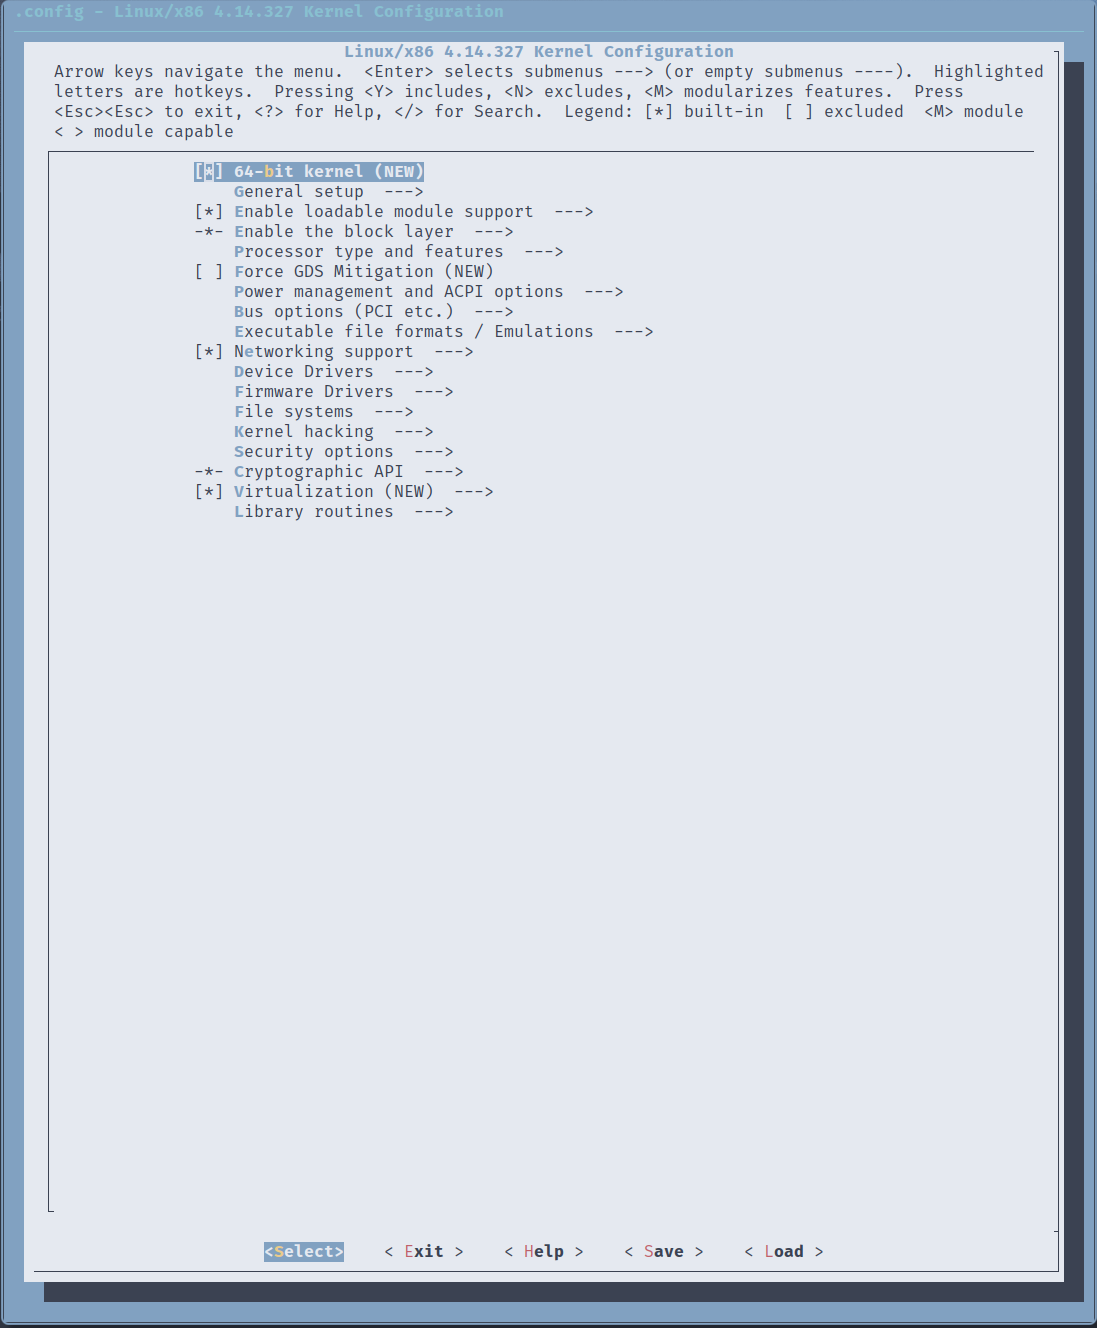 .config - Linux/x86 4.14.327 Kernel Configuration
Linux/x86 4.14.327 Kernel Configuration
Arrow keys navigate the menu.  <Enter> selects submenus ---> (or empty submenus ----).  Highlighted
letters are hotkeys.  Pressing <Y> includes, <N> excludes, <M> modularizes features.  Press
<Esc><Esc> to exit, <?> for Help, </> for Search.  Legend: [*] built-in  [ ] excluded  <M> module
< > module capable
[*] 64-bit kernel (NEW)
General setup  --->
[*] Enable loadable module support  --->
-*- Enable the block layer  --->
Processor type and features  --->
[ ] Force GDS Mitigation (NEW)
Power management and ACPI options  --->
Bus options (PCI etc.)  --->
Executable file formats / Emulations  --->
[*] Networking support  --->
Device Drivers  --->
Firmware Drivers  --->
File systems  --->
Kernel hacking  --->
Security options  --->
-*- Cryptographic API  --->
[*] Virtualization (NEW)  --->
Library routines  --->
<Select>    < Exit >    < Help >    < Save >    < Load >